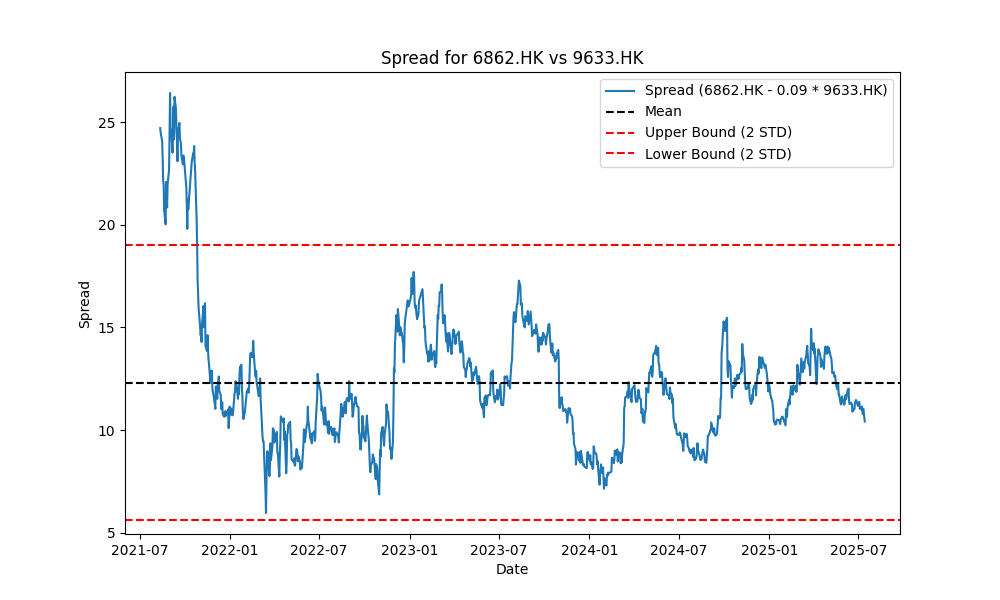 Spread for 6862.HK vs 9633.HK
Spread (6862.HK - 0.09 * 9633.HK)
Mean
Upper Bound (2 STD)
Lower Bound (2 STD)
Spread
25
20
15
10
5
2021-07 2022-01 2022-07 2023-01 2023-07 2024-01 2024-07 2025-01 2025-07
Date